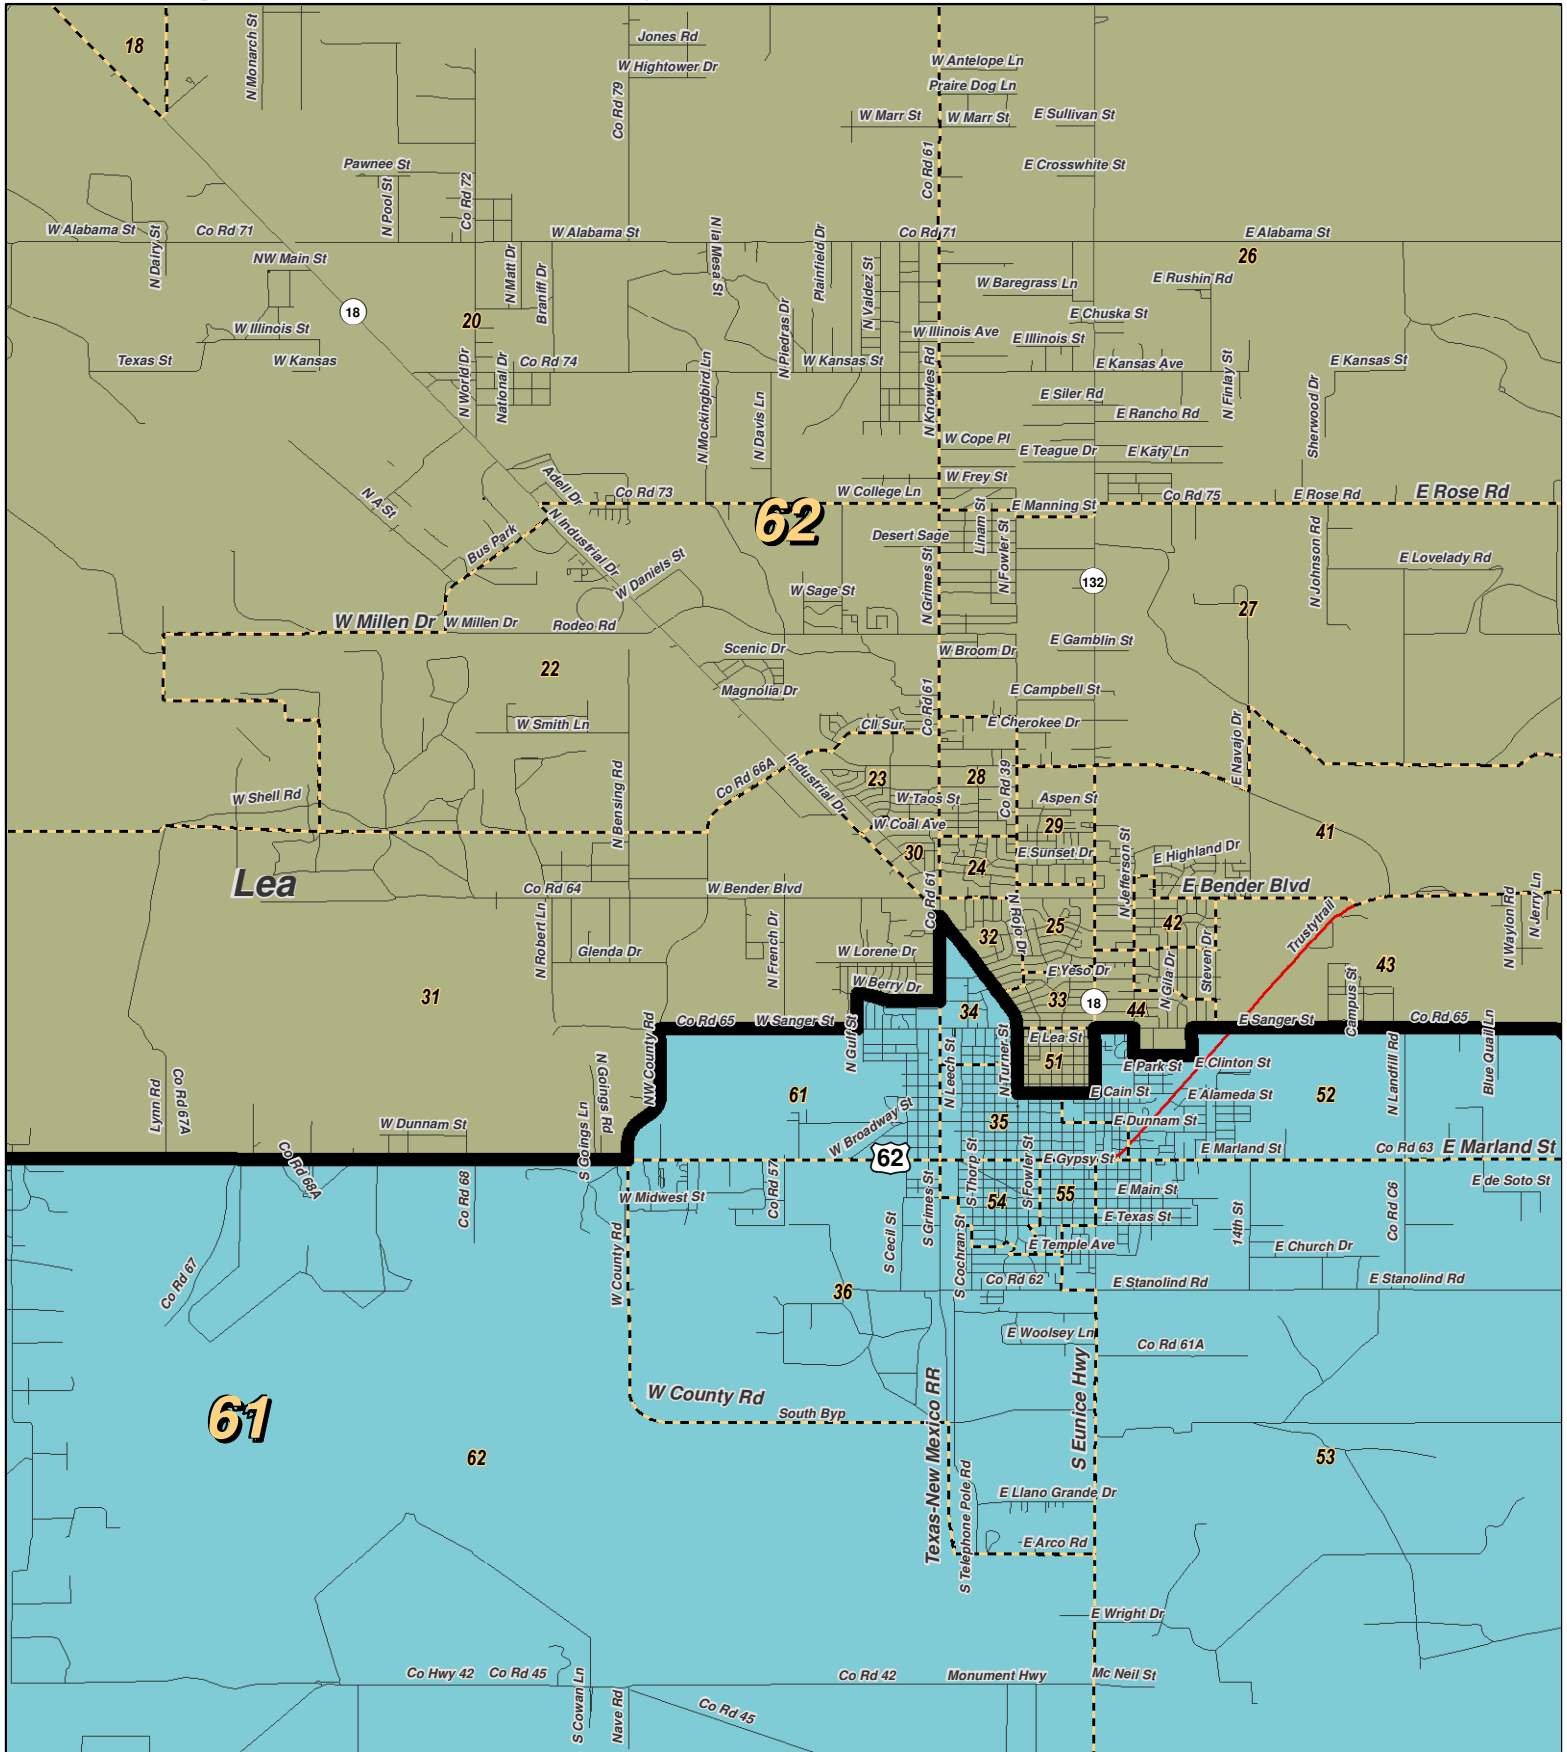 18
N Monarch St
Jones Rd
W Hightower Dr
Co Rd 79
W Antelope Ln
Praire Dog Ln
W Marr St
W Marr St
E Sullivan St
Co Rd 61
E Crosswhite St
Pawnee St
N Pool St
Co Rd 72
W Alabama St
N Dairy St
Co Rd 71
W Alabama St
N la Mesa St
Plainfield Dr
Co Rd 71
E Alabama St
26
NW Main St
N Matt Dr
Braniff Dr
N Valdez St
W Baregrass Ln
E Rushin Rd
18
20
W Illinois St
N Piedras Dr
W Illinois Ave
E Chuska St
E Illinois St
Texas St
W Kansas
N World Dr
National Dr
Co Rd 74
N Mockingbird Ln
W Kansas St
N Knowles Rd
E Kansas Ave
N Finlay St
E Kansas St
N Davis Ln
E Siler Rd
E Rancho Rd
Sherwood Dr
W Cope Pl
E Teague Dr
E Katy Ln
N A St
Adell Dr
Co Rd 73
W College Ln
W Frey St
E Manning St
Co Rd 75
E Rose Rd
E Rose Rd
62
Bus Park
N Industrial Dr
Desert Sage
Linam St
N Fowler St
N Johnson Rd
E Lovelady Rd
W Daniels St
W Sage St
N Grimes St
132
27
W Millen Dr
W Millen Dr
Rodeo Rd
Scenic Dr
W Broom Dr
E Gamblin St
22
Magnolia Dr
E Campbell St
W Smith Ln
Cll Sur
Co Rd 61
E Cherokee Dr
E Navajo Dr
N Bensing Rd
Co Rd 66A
Industrial Dr
23
28
Co Rd 39
W Shell Rd
W Taos St
Aspen St
W Coal Ave
29
41
30
24
E Sunset Dr
N Jefferson St
E Highland Dr
Lea
Co Rd 64
W Bender Blvd
Co Rd 61
E Bender Blvd
N Robert Ln
Glenda Dr
N French Dr
W Lorene Dr
32
N Rojo Dr
25
42
Steven Dr
Trustytrail
N Waylon Rd
N Jerry Ln
W Berry Dr
E Yeso Dr
N Gila Dr
43
31
34
33
18
44
Campus St
NW County Rd
Co Rd 65
W Sanger St
N Gulf St
E Sanger St
Co Rd 65
N Leech St
N Turner St
E Lea St
51
E Park St
E Clinton St
Lynn Rd
Co Rd 67A
N Goings Rd
61
E Cain St
E Alameda St
52
N Landfill Rd
Blue Quail Ln
W Dunnam St
W Broadway St
35
E Dunnam St
E Marland St
Co Rd 63
E Marland St
62
E Gypsy St
Co Rd 66A
Co Rd 68
S Goings Ln
W Midwest St
Co Rd 57
S Thorp St
S Fowler St
55
E Main St
E de Soto St
54
E Texas St
14th St
Co Rd C6
S Cecil St
S Grimes St
S Cochran St
E Temple Ave
E Church Dr
Co Rd 67
W County Rd
36
Co Rd 62
E Stanolind Rd
E Stanolind Rd
E Woolsey Ln
Co Rd 61A
61
W County Rd
South Byp
Texas-New Mexico RR
S Eunice Hwy
62
53
S Telephone Pole Rd
E Llano Grande Dr
E Arco Rd
E Wright Dr
Co Hwy 42
Co Rd 45
S Cowan Ln
Nave Rd
Co Rd 45
Co Rd 42
Monument Hwy
Mc Neil St